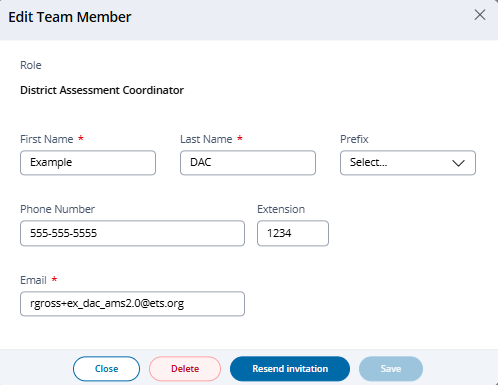 Edit Team Member
Role
District Assessment Coordinator
First Name * Last Name * Prefix
Example DAC Select...
Phone Number Extension
555-555-5555 1234
Email *
rgross+ex_dac_ams2.0@ets.org
Close Delete Resend invitation Save